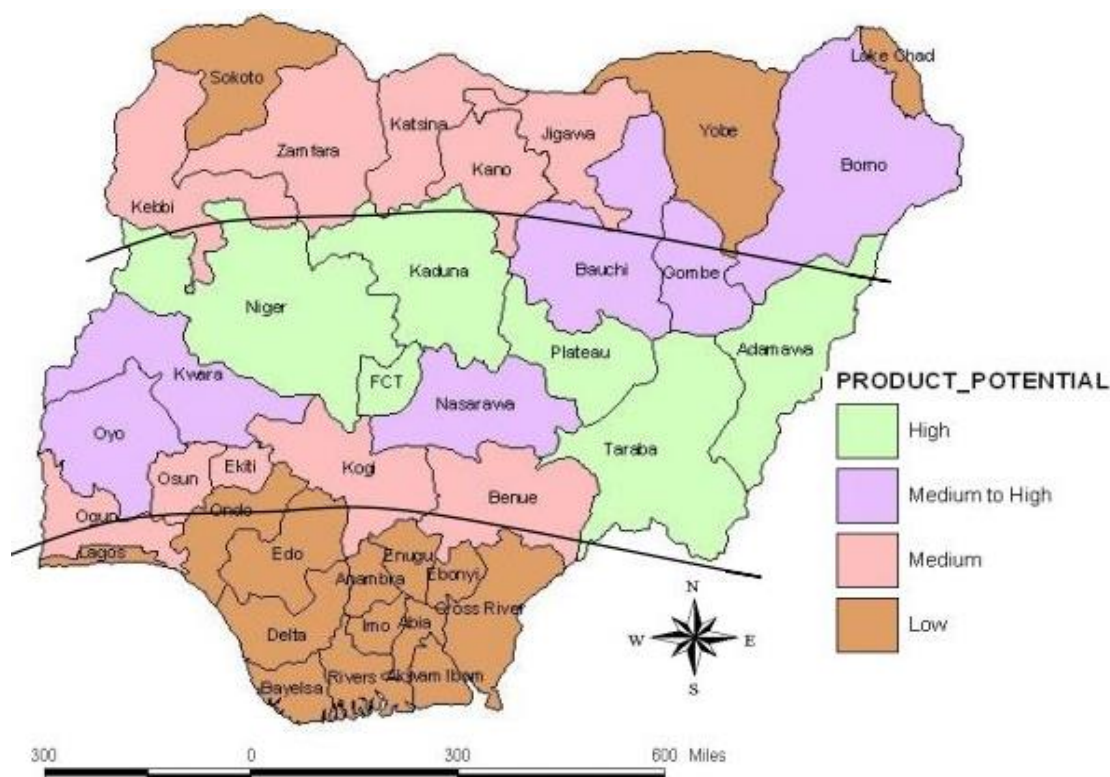 Lake Chad
Sokoto
Katsina
Jigawa
Yobe
Zamfara
Kano
Borno
Kebbi
Kaduna
Bauchi
Gombe
Niger
Plateau
Adamawa
FCT
Kwara
Nasarawa
Oyo
Taraba
Osun
Ekiti
Kogi
Benue
Ogun
Ondo
Lagos
Edo
Enugu
Anambra
Ebonyi
Cross River
Delta
Imo
Abia
Bayelsa
Rivers
Akwam Ibom
PRODUCT_POTENTIAL
High
Medium to High
Medium
Low
N
W
E
S
300 0 300 600 Miles